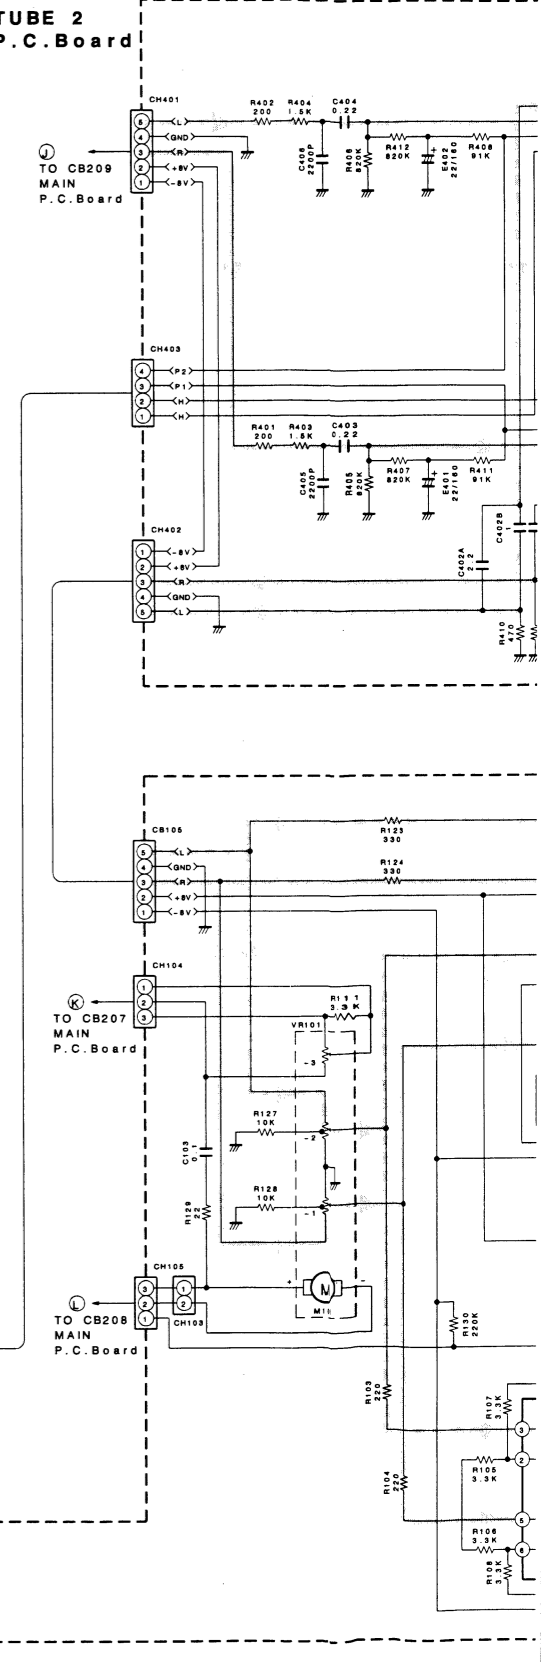 TUBE 2
P.C.Board
CH401
5 <L>
4 <GND>
3 <R>
2 <+8V>
1 <-8V>
J
TO CB209
MAIN
P.C.Board
R402
200
R404
1.5K
C404
0.22
C406
2200P
R406
820K
R412
820K
E402
22/160
+
R408
91K
CH403
4 <P2>
3 <P1>
2 <H>
1 <H>
R401
200
R403
1.5K
C403
0.22
C405
2200P
R405
820K
R407
820K
E401
22/160
+
R411
91K
CH402
1 <-8V>
2 <+8V>
3 <R>
4 <GND>
5 <L>
C402A
2.2
C402B
1
R410
470
CB105
5 <L>
4 <GND>
3 <R>
2 <+8V>
1 <-8V>
R123
330
R124
330
CH104
1
2
3
K
TO CB207
MAIN
P.C.Board
R111
3.3K
VR101
-3
R127
10K
-2
C103
0.1
R128
10K
-1
R129
22
CH105
3
2
1
1
2
CH103
L
TO CB208
MAIN
P.C.Board
+
M
-
M1
R130
220K
R103
220
R107
3.3K
3
2
R105
3.3K
R104
220
5
R106
3.3K
6
R108
3.3K